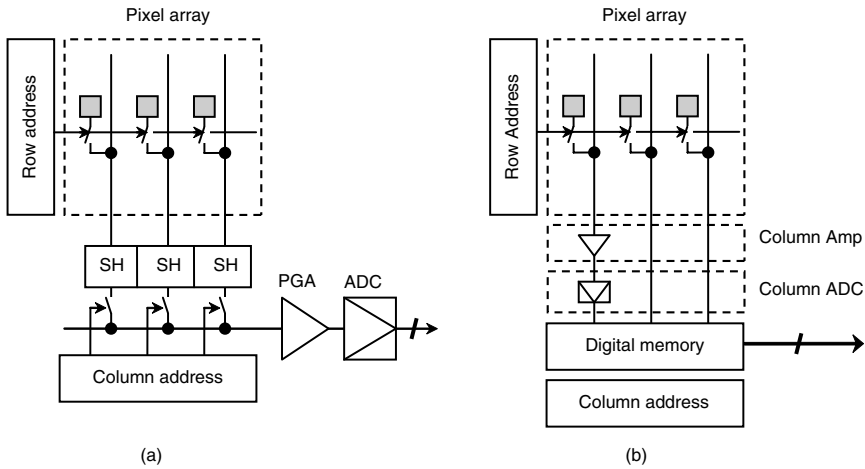 Pixel array
Row address
SH
SH
SH
PGA
ADC
Column address
(a)
Pixel array
Row Address
Column Amp
Column ADC
Digital memory
Column address
(b)